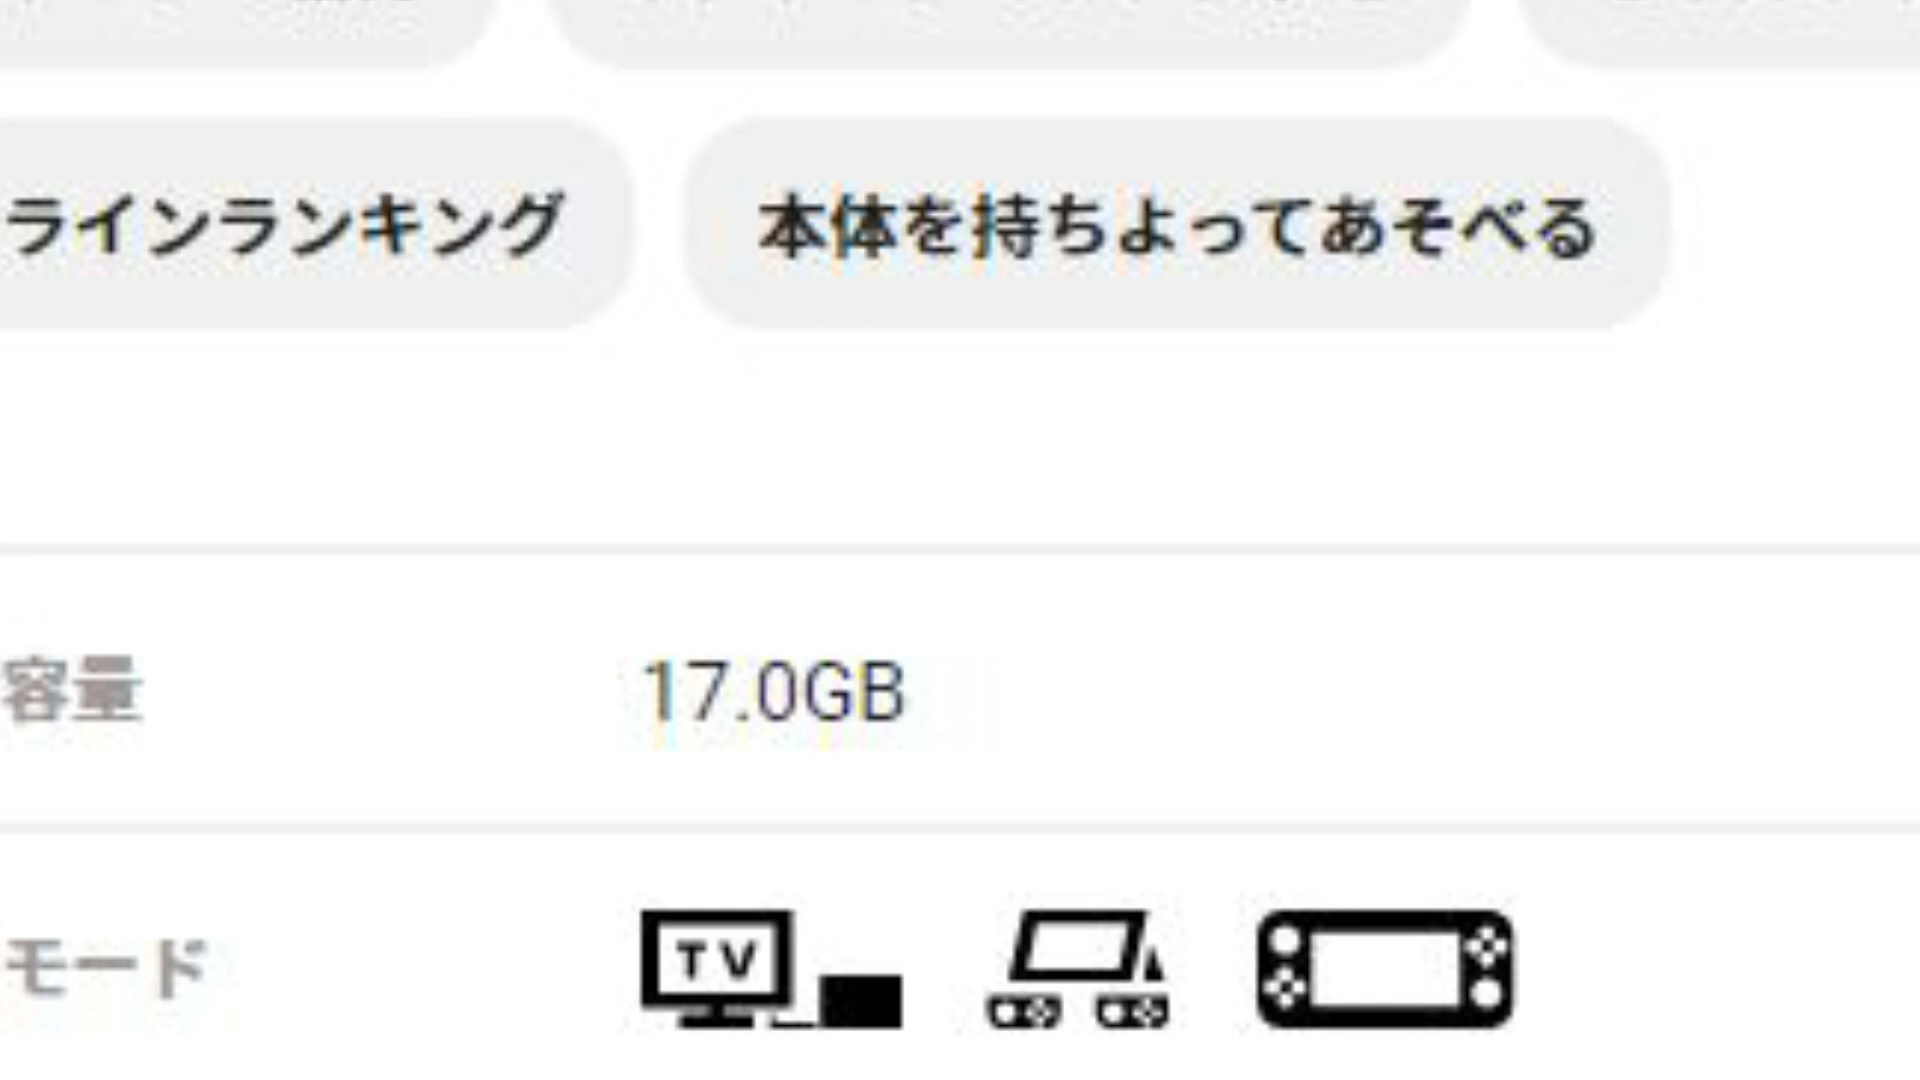 ラインランキング
本体を持ちよってあそべる
容量
17.0GB
モード
TV